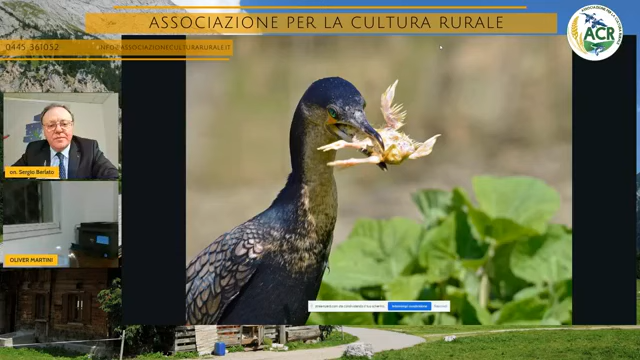 ASSOCIAZIONE PER LA CULTURA RURALE
0445 361052
INFO@ASSOCIAZIONECULTURARURALE.IT
ACR
on. Sergio Berlato
OLIVER MARTINI